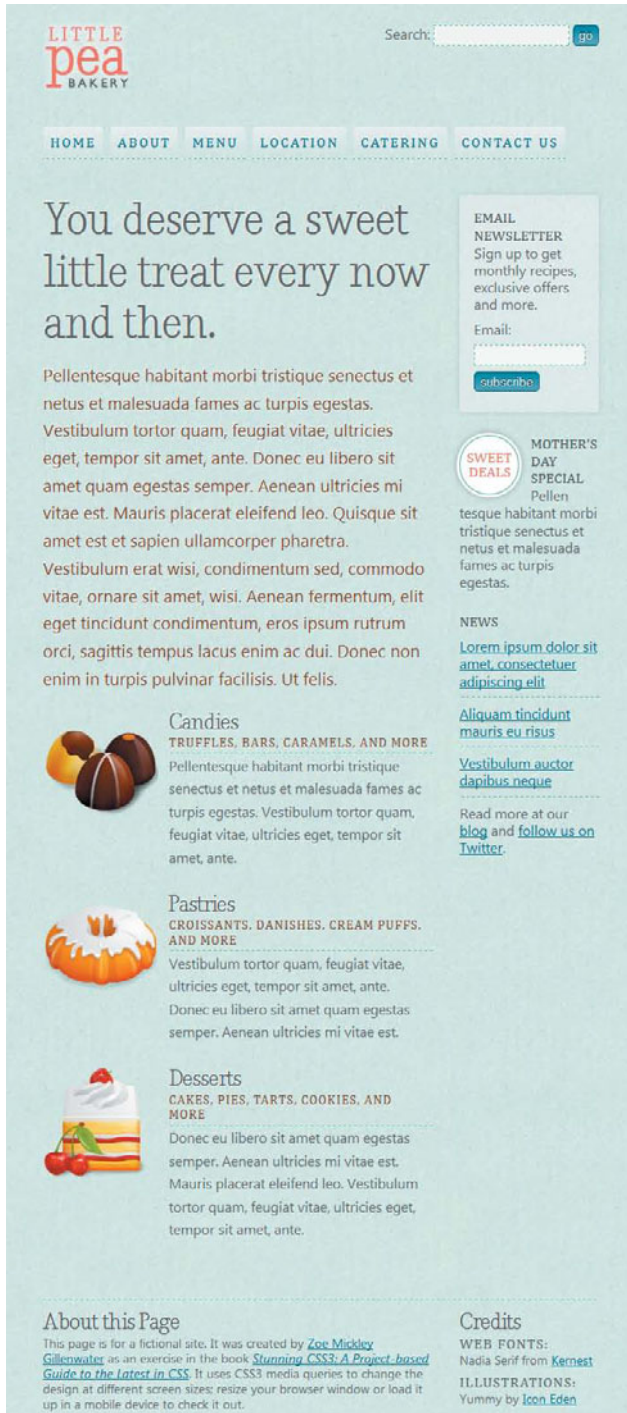 LITTLE
pea
BAKERY
Search:
go
HOME ABOUT MENU LOCATION CATERING CONTACT US
You deserve a sweet
little treat every now
and then.
Pellentesque habitant morbi tristique senectus et
netus et malesuada fames ac turpis egestas.
Vestibulum tortor quam, feugiat vitae, ultricies
eget, tempor sit amet, ante. Donec eu libero sit
amet quam egestas semper. Aenean ultricies mi
vitae est. Mauris placerat eleifend leo. Quisque sit
amet est et sapien ullamcorper pharetra.
Vestibulum erat wisi, condimentum sed, commodo
vitae, ornare sit amet, wisi. Aenean fermentum, elit
eget tincidunt condimentum, eros ipsum rutrum
orci, sagittis tempus lacus enim ac dui. Donec non
enim in turpis pulvinar facilisis. Ut felis.
Candies
TRUFFLES, BARS, CARAMELS, AND MORE
Pellentesque habitant morbi tristique
senectus et netus et malesuada fames ac
turpis egestas. Vestibulum tortor quam,
feugiat vitae, ultricies eget, tempor sit
amet, ante.
Pastries
CROISSANTS, DANISHES, CREAM PUFFS,
AND MORE
Vestibulum tortor quam, feugiat vitae,
ultricies eget, tempor sit amet, ante.
Donec eu libero sit amet quam egestas
semper. Aenean ultricies mi vitae est.
Desserts
CAKES, PIES, TARTS, COOKIES, AND
MORE
Donec eu libero sit amet quam egestas
semper. Aenean ultricies mi vitae est.
Mauris placerat eleifend leo. Vestibulum
tortor quam, feugiat vitae, ultricies eget,
tempor sit amet, ante.
EMAIL
NEWSLETTER
Sign up to get
monthly recipes,
exclusive offers
and more.
Email:
subscribe
SWEET
DEALS
MOTHER'S
DAY
SPECIAL
Pellen
tesque habitant morbi
tristique senectus et
netus et malesuada
fames ac turpis
egestas.
NEWS
Lorem ipsum dolor sit
amet, consectetuer
adipiscing elit
Aliquam tincidunt
mauris eu risus
Vestibulum auctor
dapibus neque
Read more at our
blog and follow us on
Twitter.
About this Page
This page is for a fictional site. It was created by Zoe Mickley
Gillenwater as an exercise in the book Stunning CSS3: A Project-based
Guide to the Latest in CSS. It uses CSS3 media queries to change the
design at different screen sizes; resize your browser window or load it
up in a mobile device to check it out.
Credits
WEB FONTS:
Nadia Serif from Kernest
ILLUSTRATIONS:
Yummy by Icon Eden